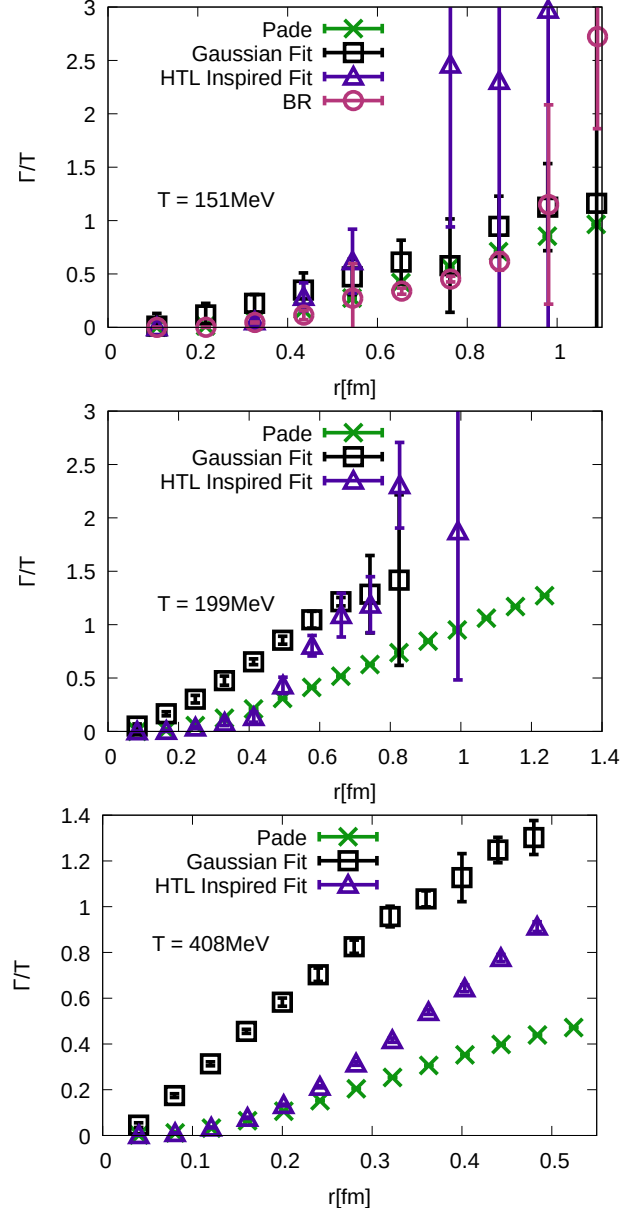 3
2.5
2
1.5
1
0.5
0
Γ/T
Pade
Gaussian Fit
HTL Inspired Fit
BR
T = 151MeV
0 0.2 0.4 0.6 0.8 1
r[fm]
3
2.5
2
1.5
1
0.5
0
Γ/T
Pade
Gaussian Fit
HTL Inspired Fit
T = 199MeV
0 0.2 0.4 0.6 0.8 1 1.2 1.4
r[fm]
1.4
1.2
1
0.8
0.6
0.4
0.2
0
Γ/T
Pade
Gaussian Fit
HTL Inspired Fit
T = 408MeV
0 0.1 0.2 0.3 0.4 0.5
r[fm]